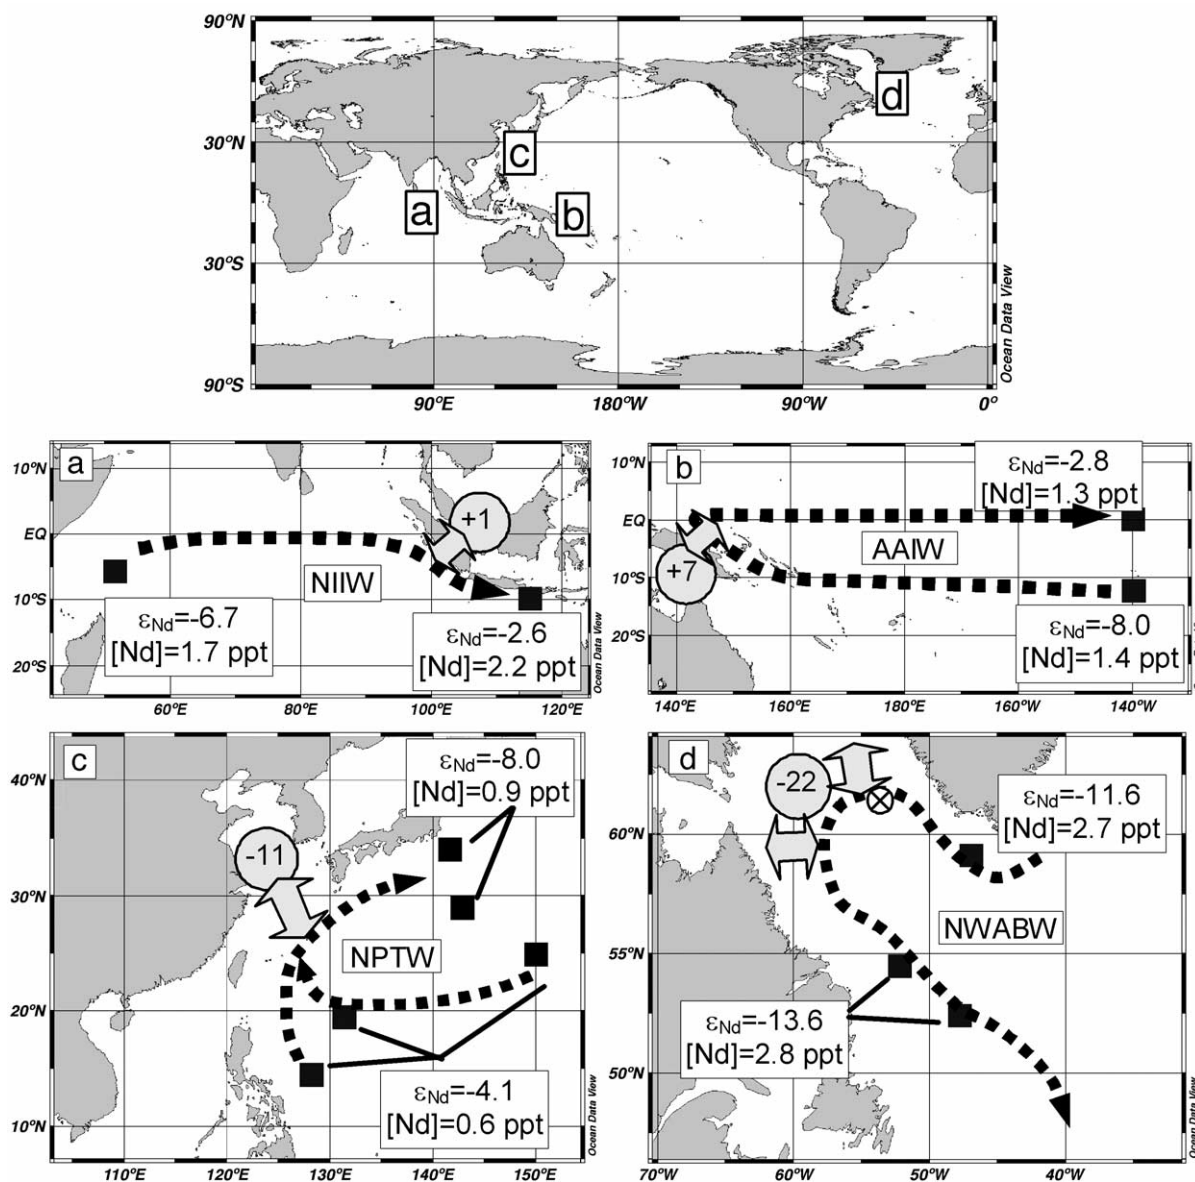 90°N
30°N
30°S
90°S
90°E
180°W
90°W
0°
a
b
c
d
Ocean Data View
a
10°N
EQ
10°S
20°S
60°E
80°E
100°E
120°E
+1
NIIW
εNd=-6.7
[Nd]=1.7 ppt
εNd=-2.6
[Nd]=2.2 ppt
Ocean Data View
b
10°N
EQ
10°S
20°S
140°E
160°E
180°W
160°W
140°W
+7
AAIW
εNd=-2.8
[Nd]=1.3 ppt
εNd=-8.0
[Nd]=1.4 ppt
c
40°N
30°N
20°N
10°N
110°E
120°E
130°E
140°E
150°E
-11
NPTW
εNd=-8.0
[Nd]=0.9 ppt
εNd=-4.1
[Nd]=0.6 ppt
Ocean Data View
d
60°N
55°N
50°N
70°W
60°W
50°W
40°W
-22
NWABW
εNd=-11.6
[Nd]=2.7 ppt
εNd=-13.6
[Nd]=2.8 ppt
Ocean Data View